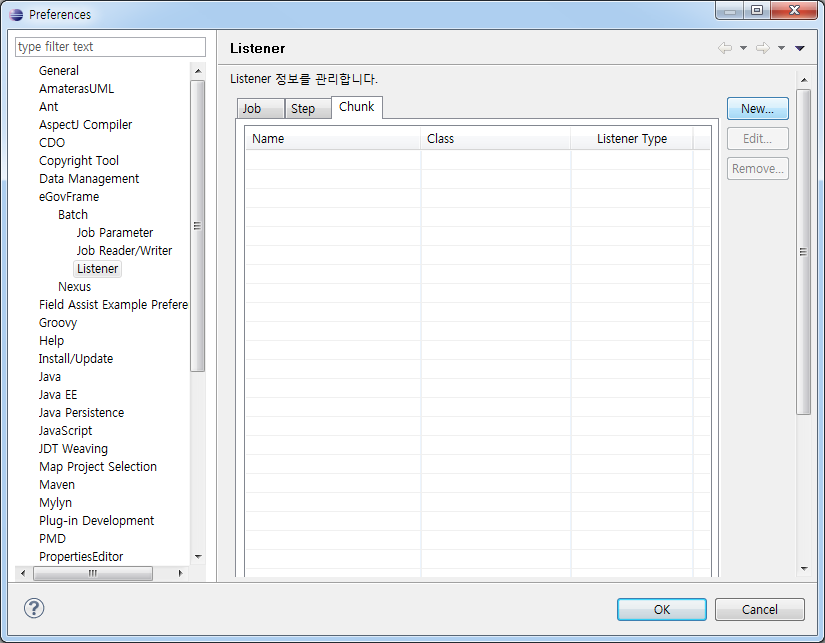 Preferences
type filter text
General
AmaterasUML
Ant
AspectJ Compiler
CDO
Copyright Tool
Data Management
eGovFrame
Batch
Job Parameter
Job Reader/Writer
Listener
Nexus
Field Assist Example Prefere
Groovy
Help
Install/Update
Java
Java EE
Java Persistence
JavaScript
JDT Weaving
Map Project Selection
Maven
Mylyn
Plug-in Development
PMD
PropertiesEditor
Listener
Listener 정보를 관리합니다.
Job Step Chunk
Name Class Listener Type
New...
Edit...
Remove...
OK Cancel